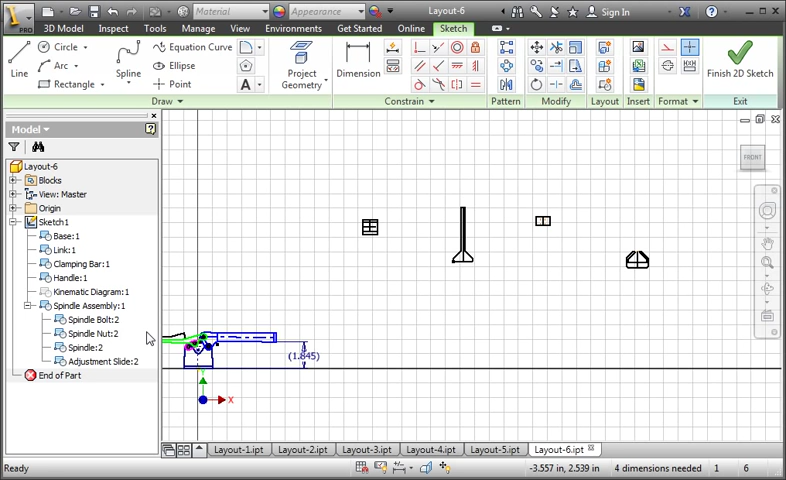 PRO
Material
Appearance
Layout-6
Sign In
3D Model
Inspect
Tools
Manage
View
Environments
Get Started
Online
Sketch
Line
Circle
Arc
Rectangle
Spline
Equation Curve
Ellipse
Point
A
Project Geometry
Dimension
Finish 2D Sketch
Draw
Constrain
Pattern
Modify
Layout
Insert
Format
Exit
Model
Layout-6
Blocks
View: Master
Origin
Sketch1
Base:1
Link:1
Clamping Bar:1
Handle:1
Kinematic Diagram:1
Spindle Assembly:1
Spindle Bolt:2
Spindle Nut:2
Spindle:2
Adjustment Slide:2
End of Part
FRONT
(1.845)
Y
X
Layout-1.ipt
Layout-2.ipt
Layout-3.ipt
Layout-4.ipt
Layout-5.ipt
Layout-6.ipt
Ready
-3.557 in, 2.539 in
4 dimensions needed
1
6